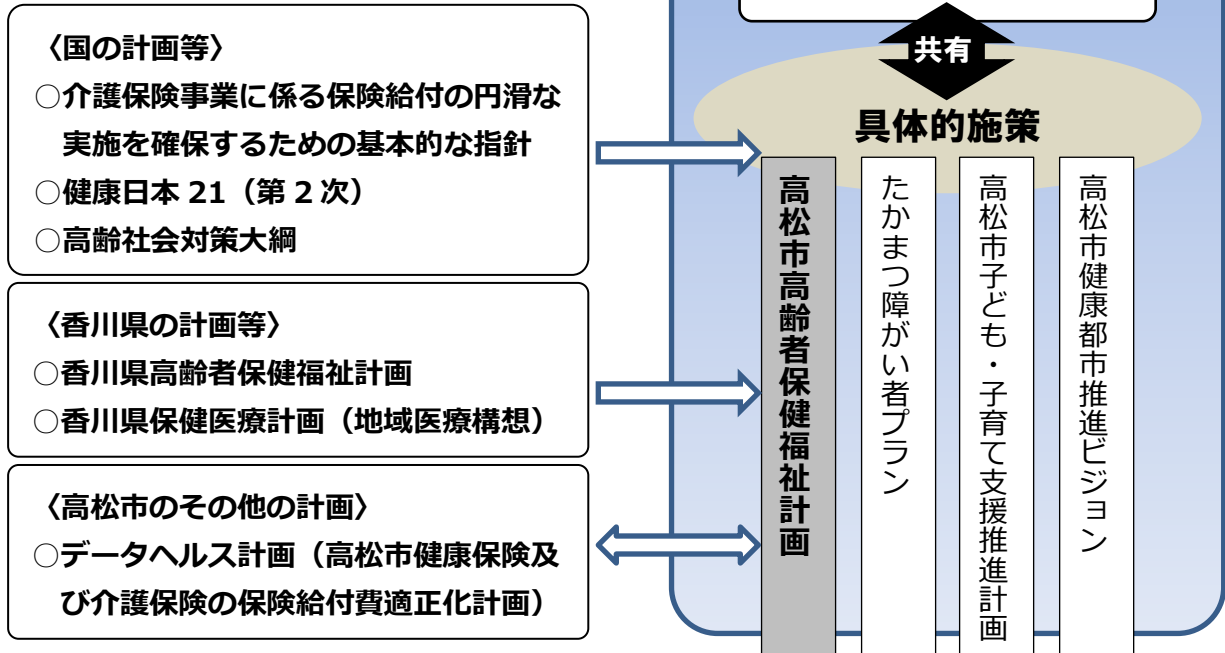 〈国の計画等〉
○介護保険事業に係る保険給付の円滑な
実施を確保するための基本的な指針
○健康日本 21（第 2 次）
○高齢社会対策大綱
〈香川県の計画等〉
○香川県高齢者保健福祉計画
○香川県保健医療計画（地域医療構想）
〈高松市のその他の計画〉
○データヘルス計画（高松市健康保険及
び介護保険の保険給付費適正化計画）
共有
具体的施策
高松市高齢者保健福祉計画
たかまつ障がい者プラン
高松市子ども・子育て支援推進計画
高松市健康都市推進ビジョン